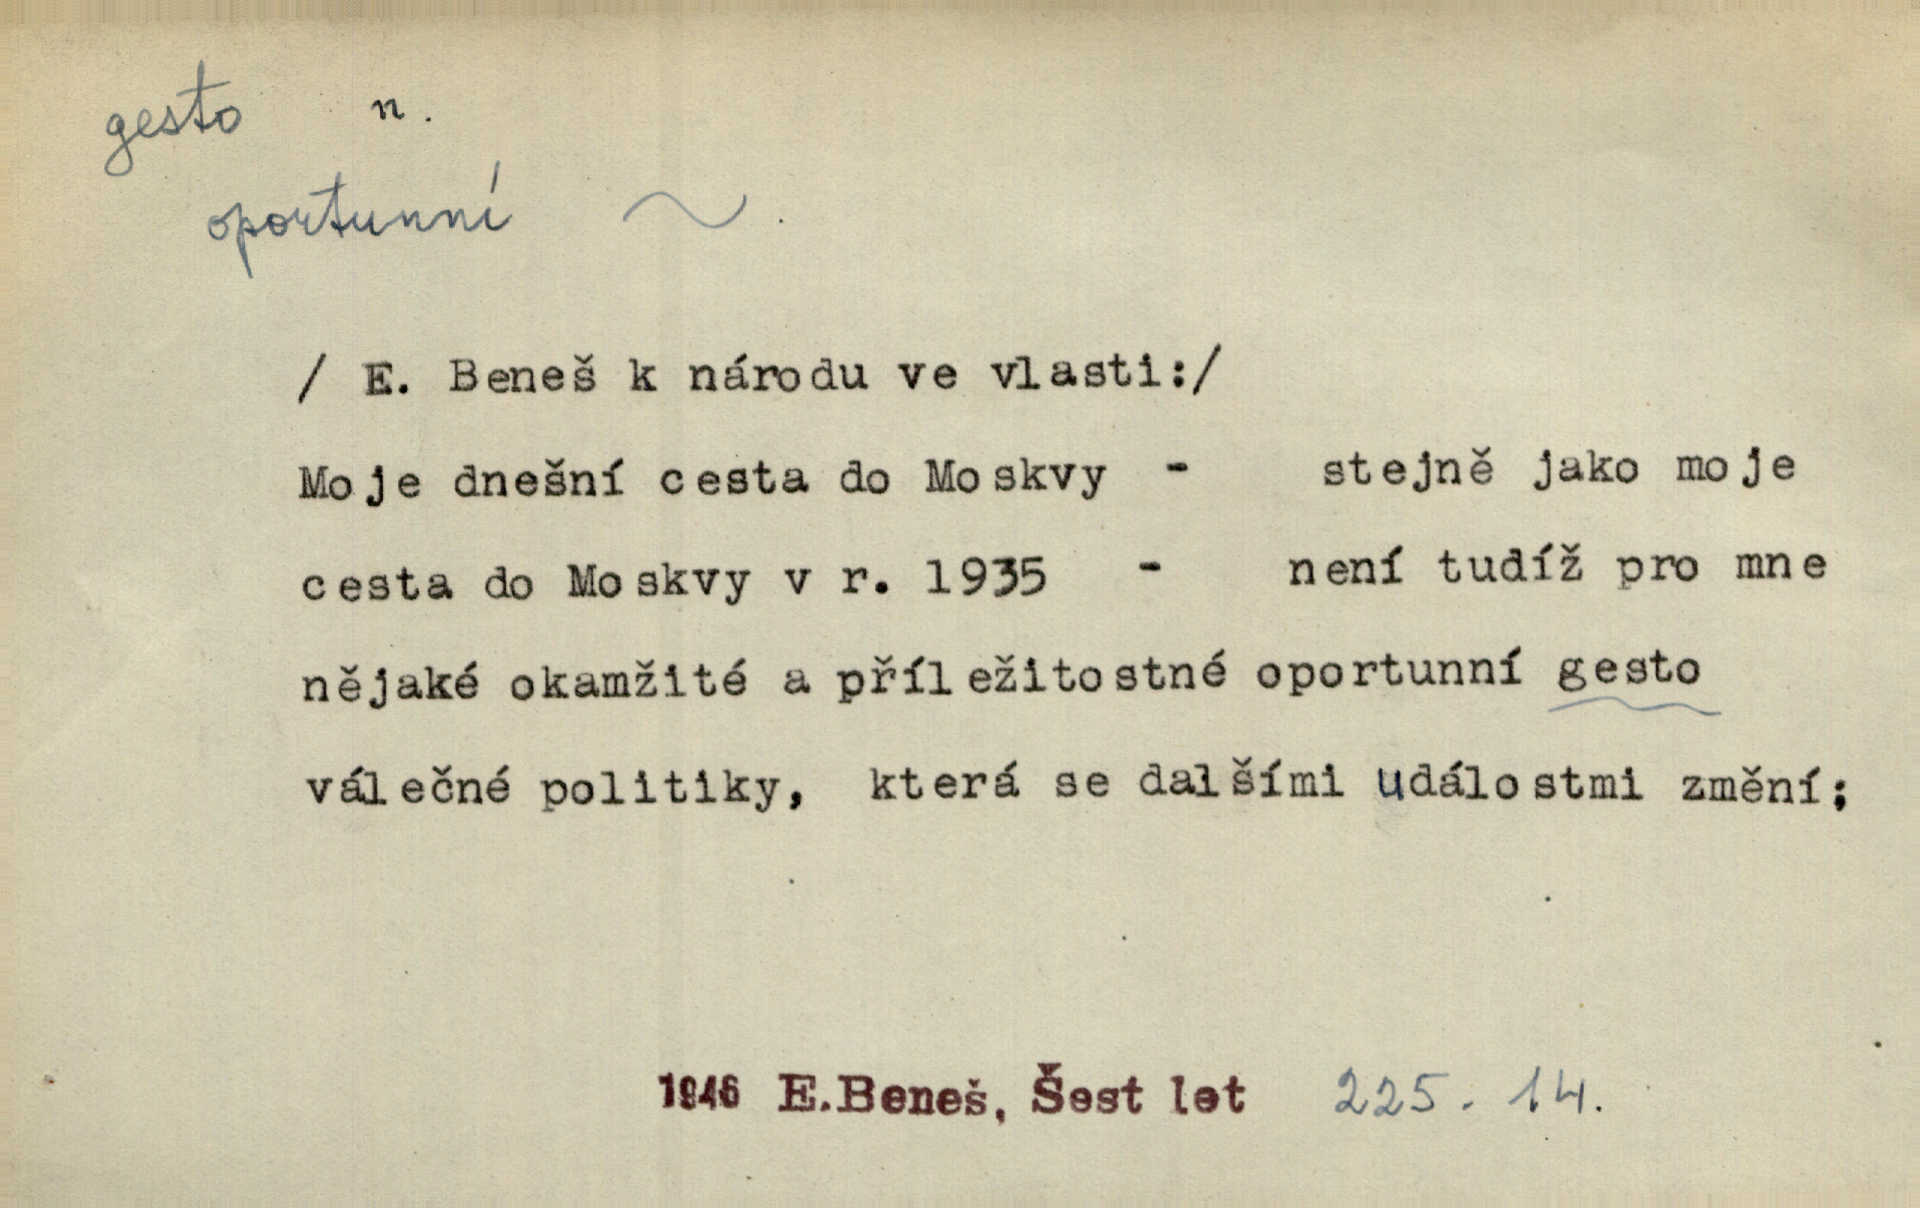 gesto n.
oportunní ~.
/ E. Beneš k národu ve vlasti:/
Moje dnešní cesta do Moskvy - stejně jako moje
cesta do Moskvy v r. 1935 - není tudíž pro mne
nějaké okamžité a příležitostné oportunní gesto
válečné politiky, která se dalšími událostmi změní;
1946 E.Beneš, Šest let 225. 14.